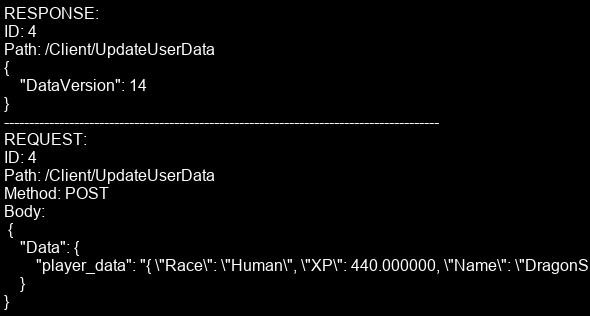 RESPONSE:
ID: 4
Path: /Client/UpdateUserData
{
"DataVersion": 14
}
----------------------------------------------------------------------------------------
REQUEST:
ID: 4
Path: /Client/UpdateUserData
Method: POST
Body:
{
"Data": {
"player_data": "{ \"Race\": \"Human\", \"XP\": 440.000000, \"Name\": \"DragonS
}
}